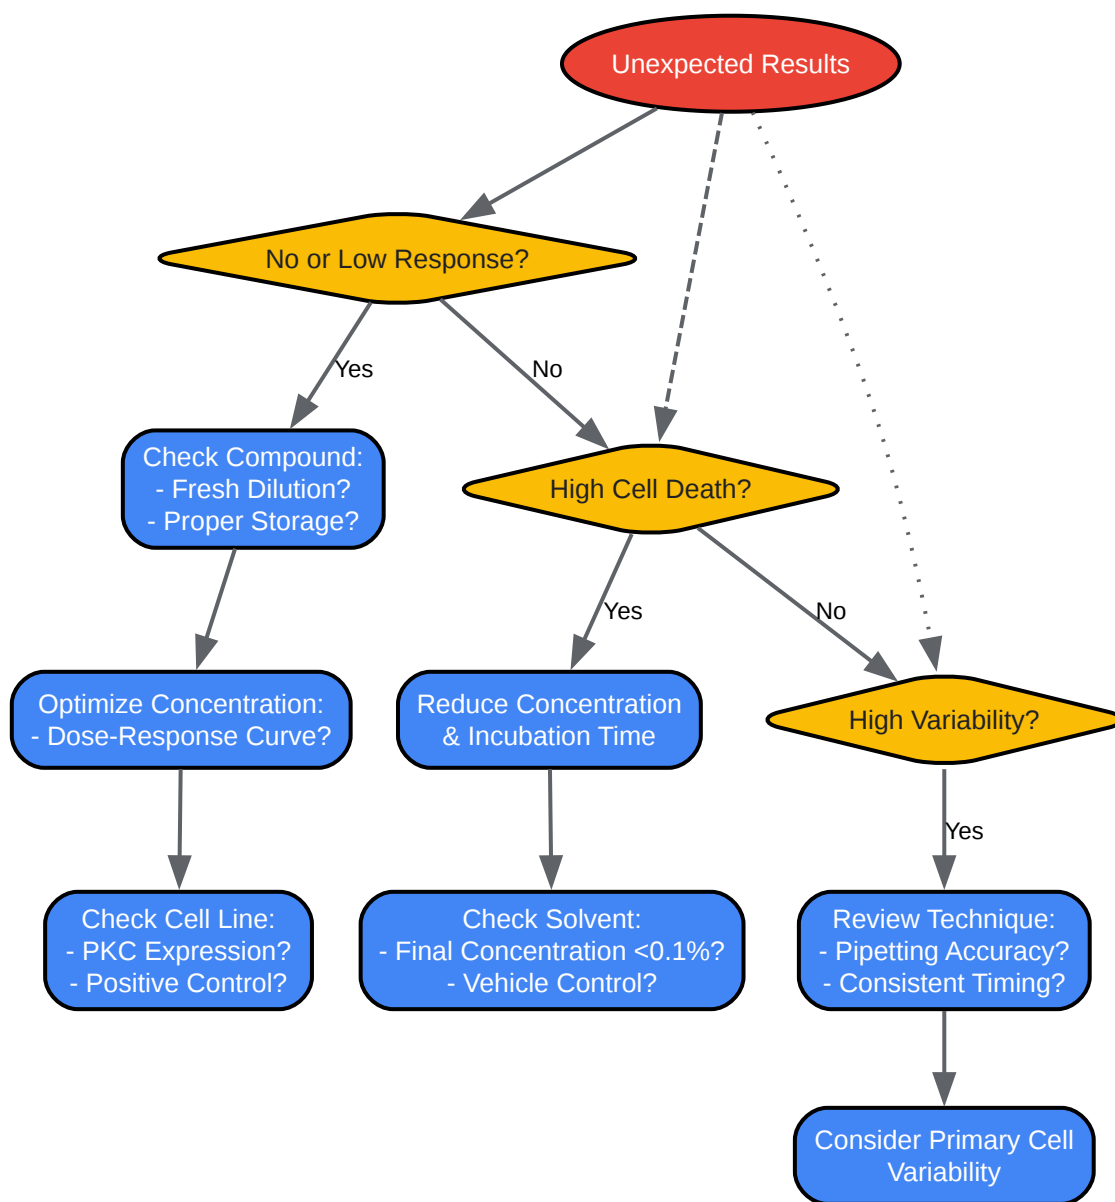 Unexpected Results
No or Low Response?
Yes
No
Check Compound:
- Fresh Dilution?
- Proper Storage?
High Cell Death?
Yes
No
Optimize Concentration:
- Dose-Response Curve?
Reduce Concentration
& Incubation Time
High Variability?
Yes
Check Cell Line:
- PKC Expression?
- Positive Control?
Check Solvent:
- Final Concentration <0.1%?
- Vehicle Control?
Review Technique:
- Pipetting Accuracy?
- Consistent Timing?
Consider Primary Cell
Variability